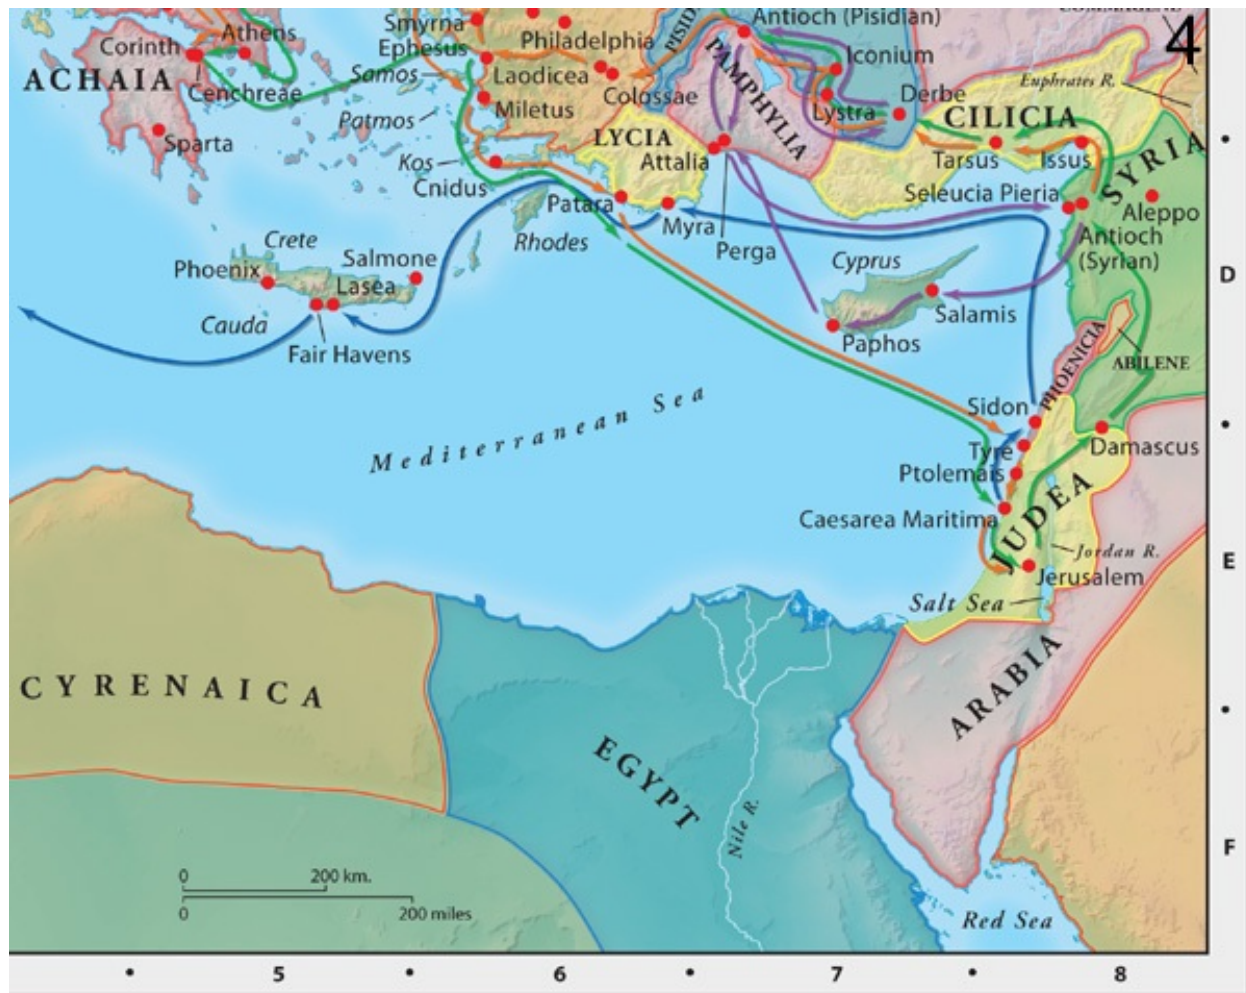 Smyrna
Athens
Antioch (Pisidian)
4
Corinth
Ephesus
Philadelphia
Iconium
ACHAIA
Samos
Laodicea
PAMPHYLIA
Euphrates R.
Cenchreae
Colossae
Derbe
Miletus
Lystra
Patmos
CILICIA
Sparta
LYCIA
SYRIA
Kos
Attalia
Tarsus
Issus
Cnidus
Seleucia Pieria
Patara
Aleppo
Myra
Crete
Rhodes
Perga
Antioch
(Syrian)
Phoenix
Salmone
Cyprus
D
Lasea
Cauda
Salamis
Fair Havens
Paphos
PHOENICIA
ABILENE
Mediterranean Sea
Sidon
Tyre
Damascus
Ptolemais
Caesarea Maritima
JUDEA
Jordan R.
E
Jerusalem
Salt Sea
CYRENAICA
ARABIA
EGYPT
Nile R.
F
0 200 km.
0 200 miles
Red Sea
5 6 7 8